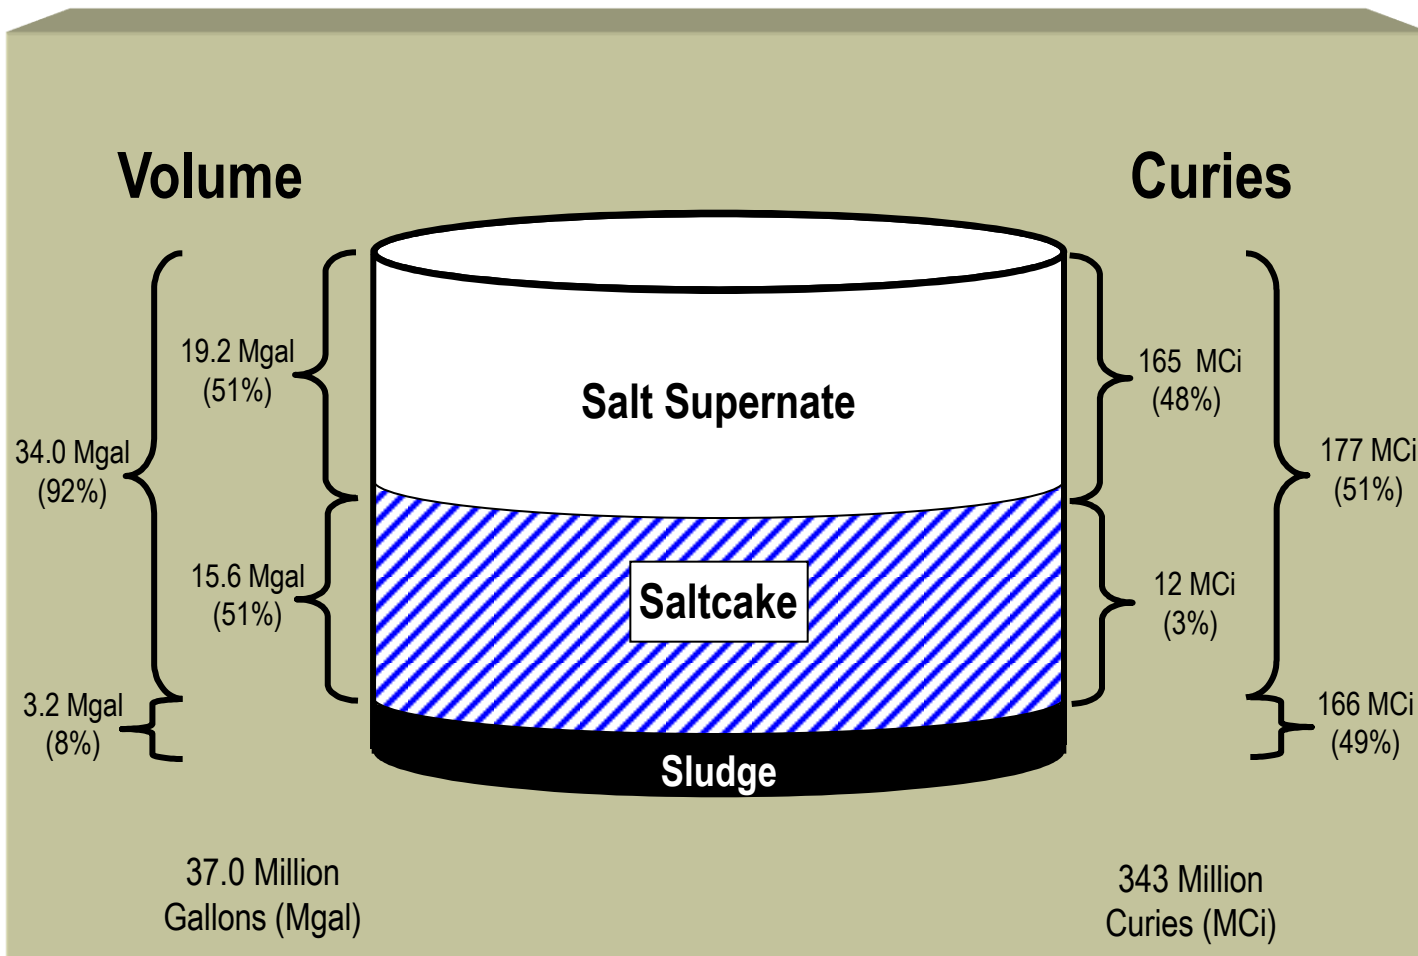 Volume
Curies
19.2 Mgal
(51%)
165 MCi
(48%)
Salt Supernate
34.0 Mgal
(92%)
177 MCi
(51%)
15.6 Mgal
(51%)
Saltcake
12 MCi
(3%)
3.2 Mgal
(8%)
166 MCi
(49%)
Sludge
37.0 Million
Gallons (Mgal)
343 Million
Curies (MCi)